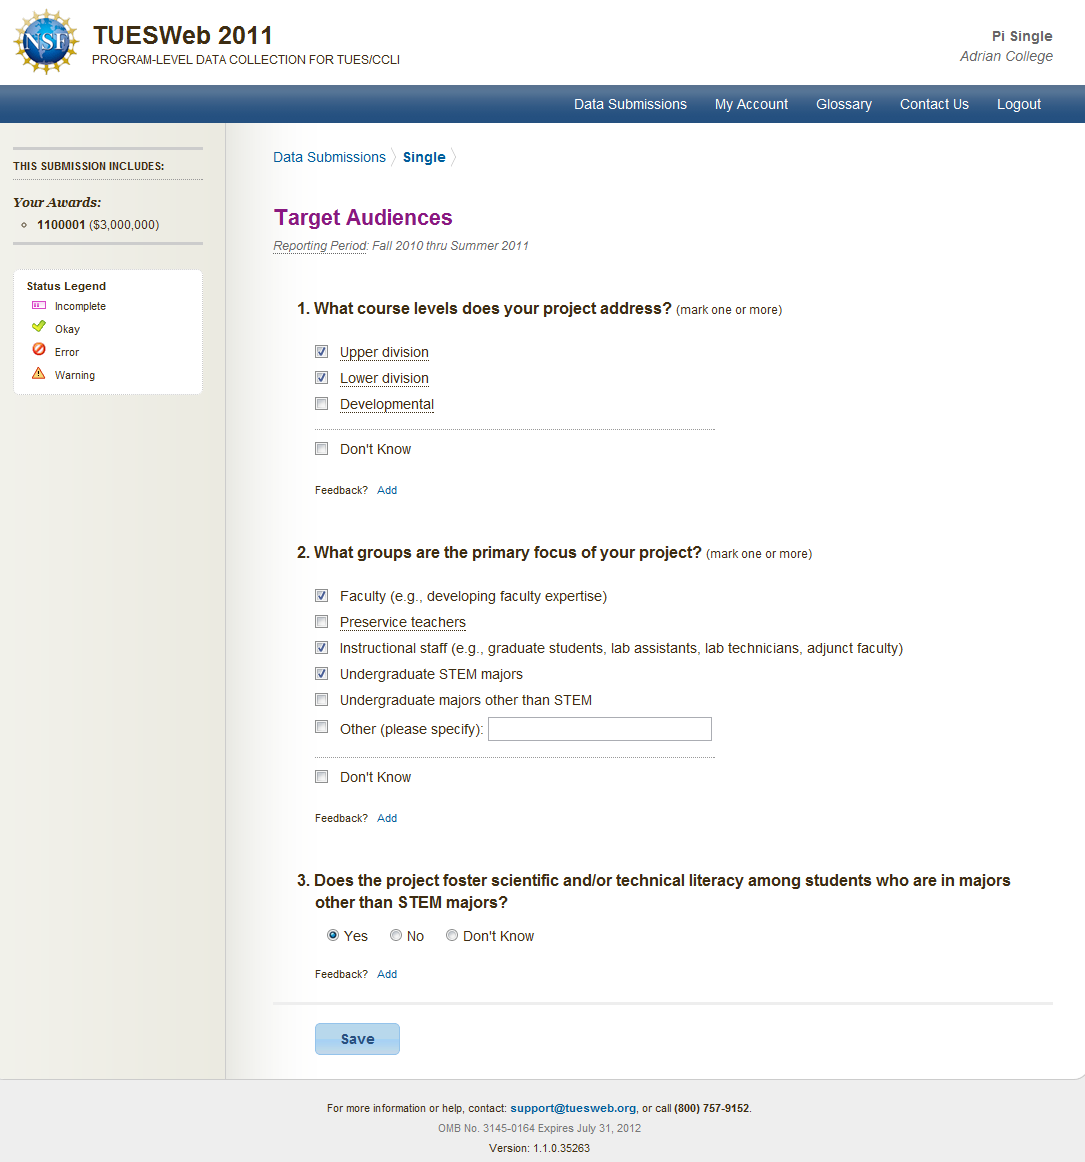 NSF
TUESWeb 2011
PROGRAM-LEVEL DATA COLLECTION FOR TUES/CCLI
Pi Single
Adrian College
Data Submissions My Account Glossary Contact Us Logout
THIS SUBMISSION INCLUDES:
Your Awards:
1100001 ($3,000,000)
Status Legend
Incomplete
Okay
Error
Warning
Data Submissions Single
Target Audiences
Reporting Period: Fall 2010 thru Summer 2011
1. What course levels does your project address? (mark one or more)
Upper division
Lower division
Developmental
Don't Know
Feedback? Add
2. What groups are the primary focus of your project? (mark one or more)
Faculty (e.g., developing faculty expertise)
Preservice teachers
Instructional staff (e.g., graduate students, lab assistants, lab technicians, adjunct faculty)
Undergraduate STEM majors
Undergraduate majors other than STEM
Other (please specify):
Don't Know
Feedback? Add
3. Does the project foster scientific and/or technical literacy among students who are in majors
other than STEM majors?
Yes No Don't Know
Feedback? Add
Save
For more information or help, contact: support@tuesweb.org, or call (800) 757-9152.
OMB No. 3145-0164 Expires July 31, 2012
Version: 1.1.0.35263